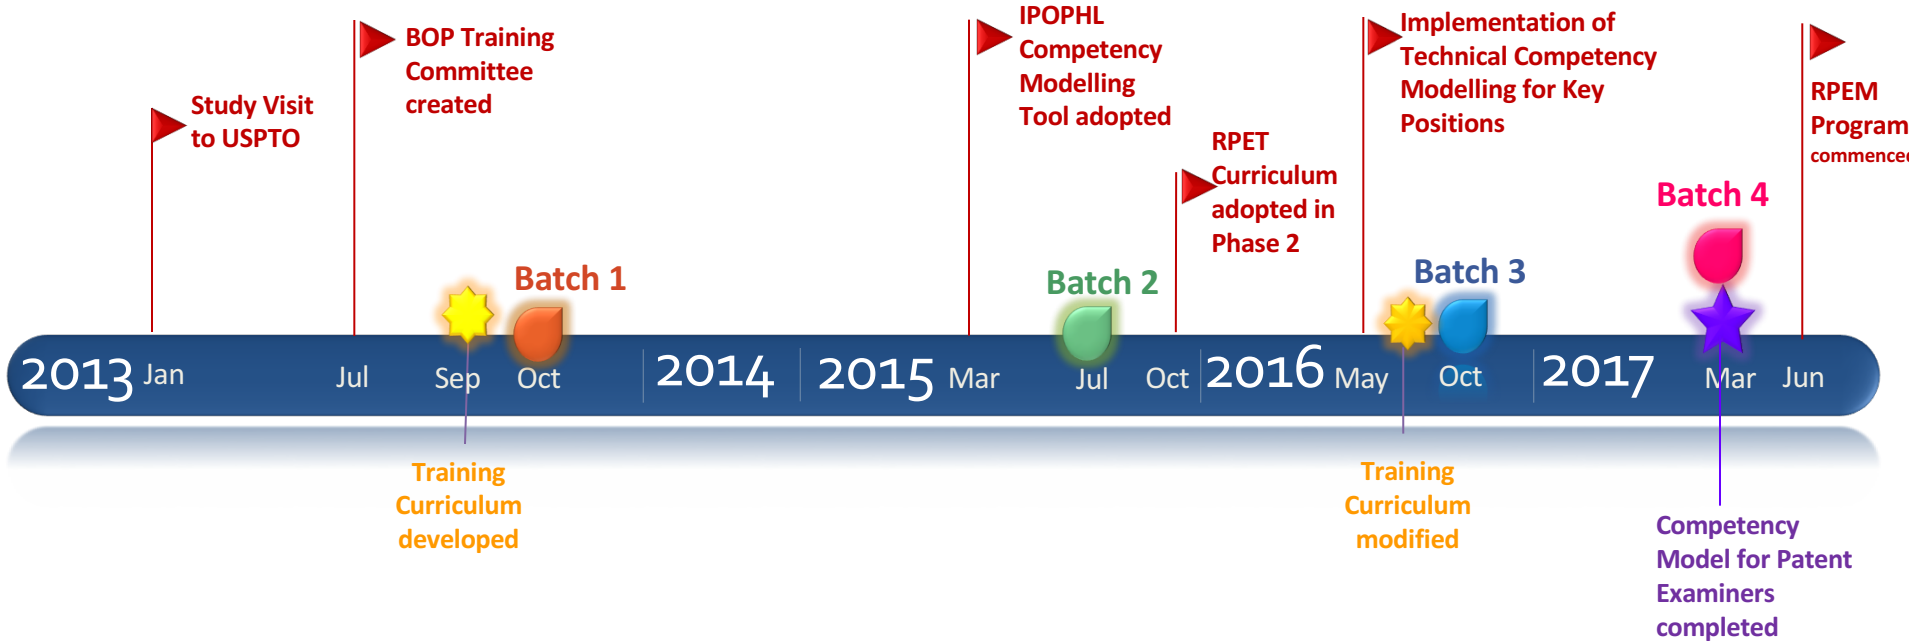 Study Visit
to USPTO
BOP Training
Committee
created
IPOPHL
Competency
Modelling
Tool adopted
RPET
Curriculum
adopted in
Phase 2
Implementation of
Technical Competency
Modelling for Key
Positions
RPEM
Program
commenced
Batch 1
Batch 2
Batch 3
Batch 4
2013 Jan Jul Sep Oct 2014 2015 Mar Jul Oct 2016 May Oct 2017 Mar Jun
Training
Curriculum
developed
Training
Curriculum
modified
Competency
Model for Patent
Examiners
completed